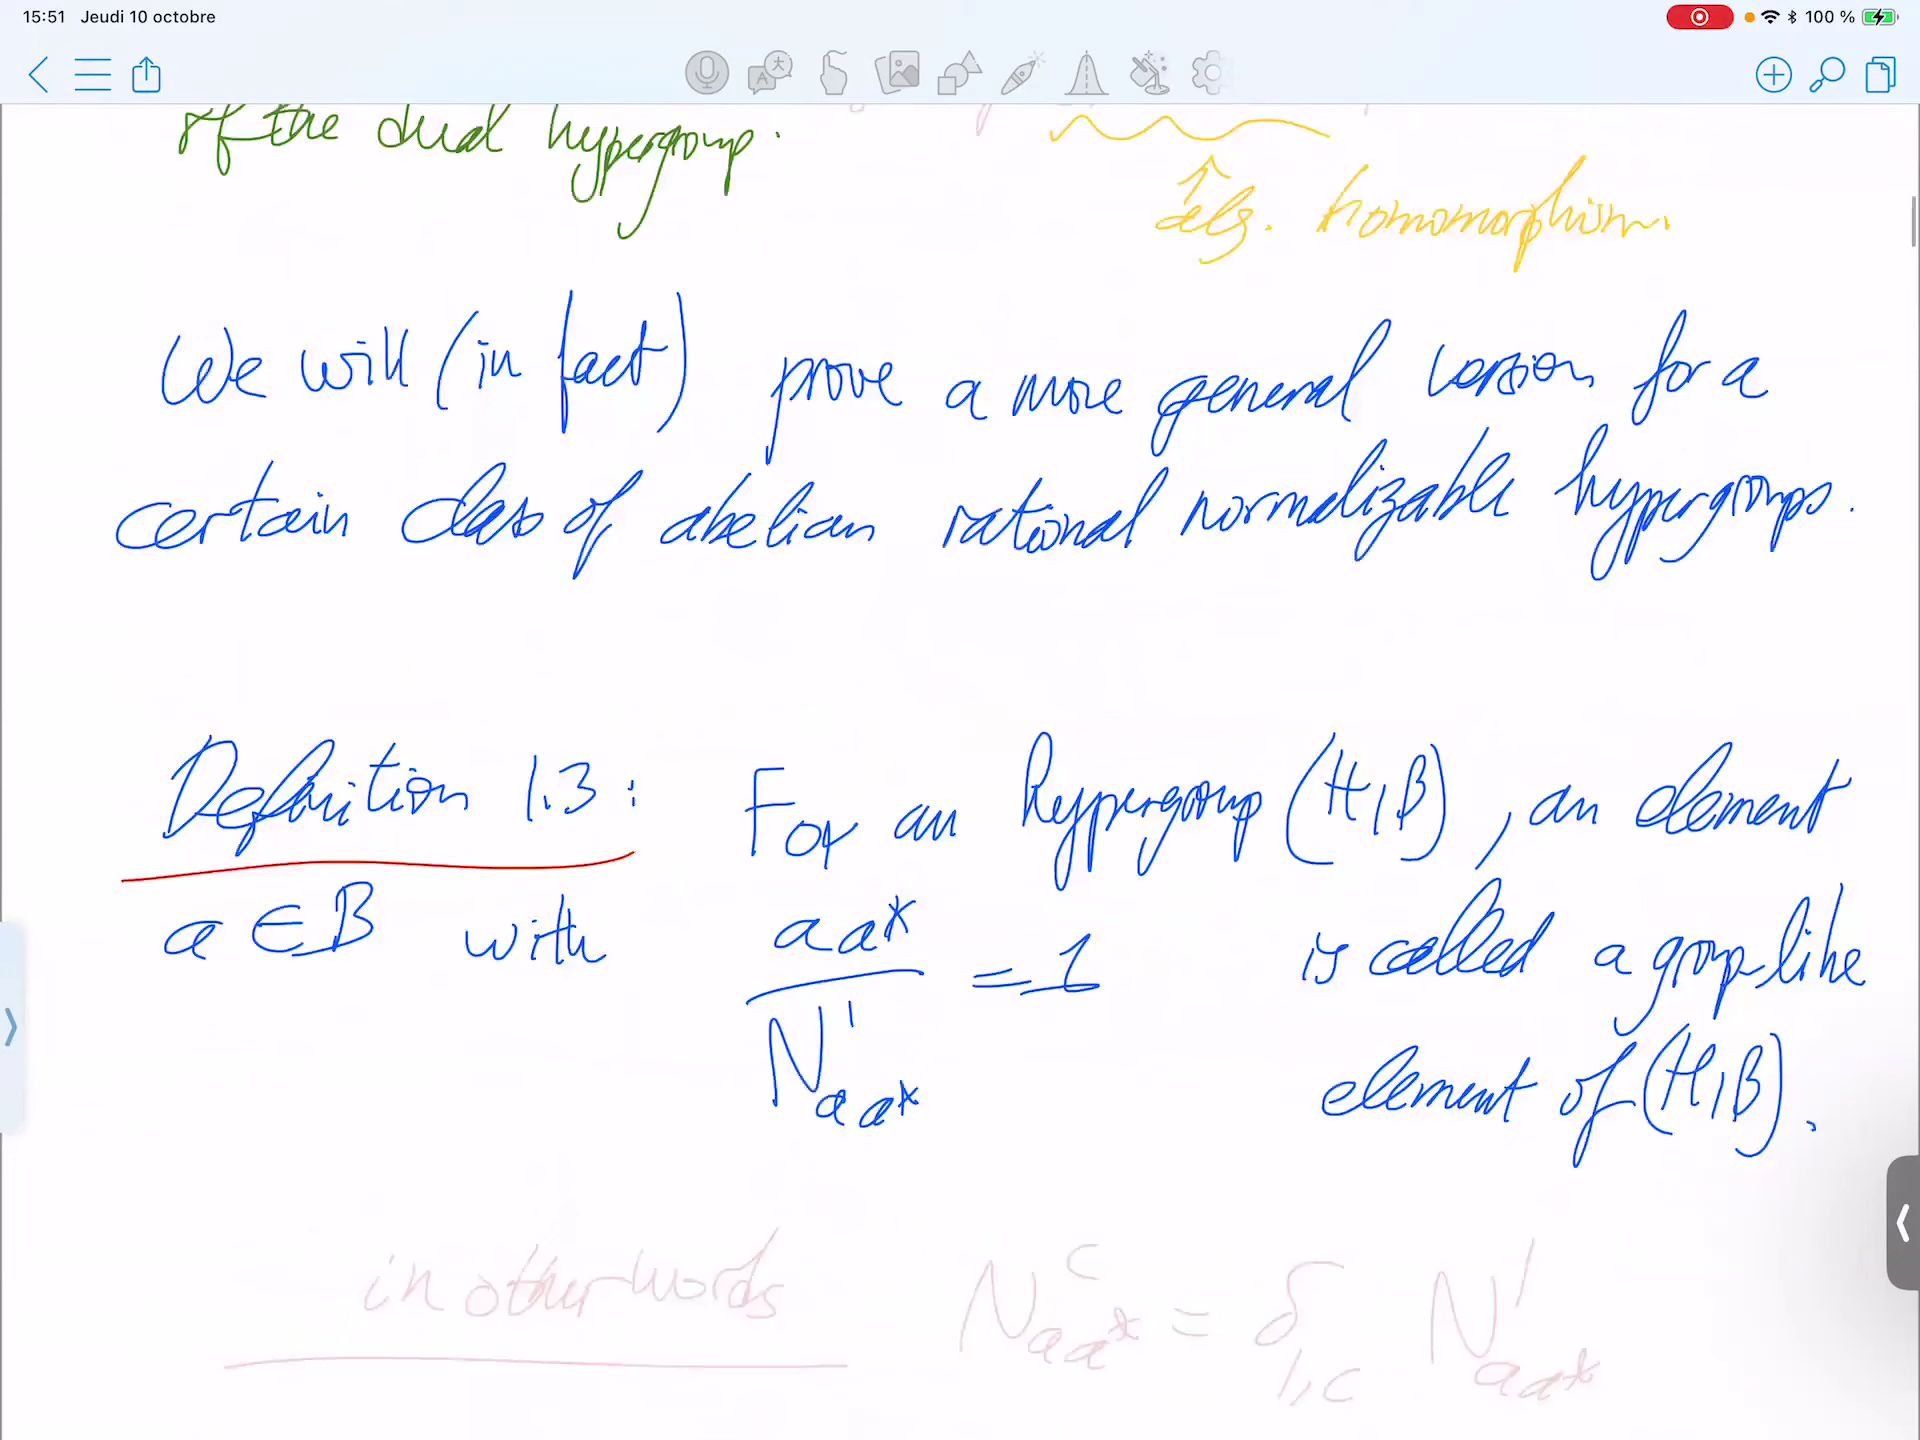 15:51 Jeudi 10 octobre 100 %
of the dual hypergroup.
alg. homomorphism.
We will (in fact) prove a more general version for a
certain class of abelian rational normalizable hypergroups.
Definition 1.3: For an hypergroup (H,B), an element
a ∈ B with aa*/N^1_{aa*} = 1 is called a group-like
element of (H,B).
in other words N^c_{aa*} = δ_{1,c} N^1_{aa*}